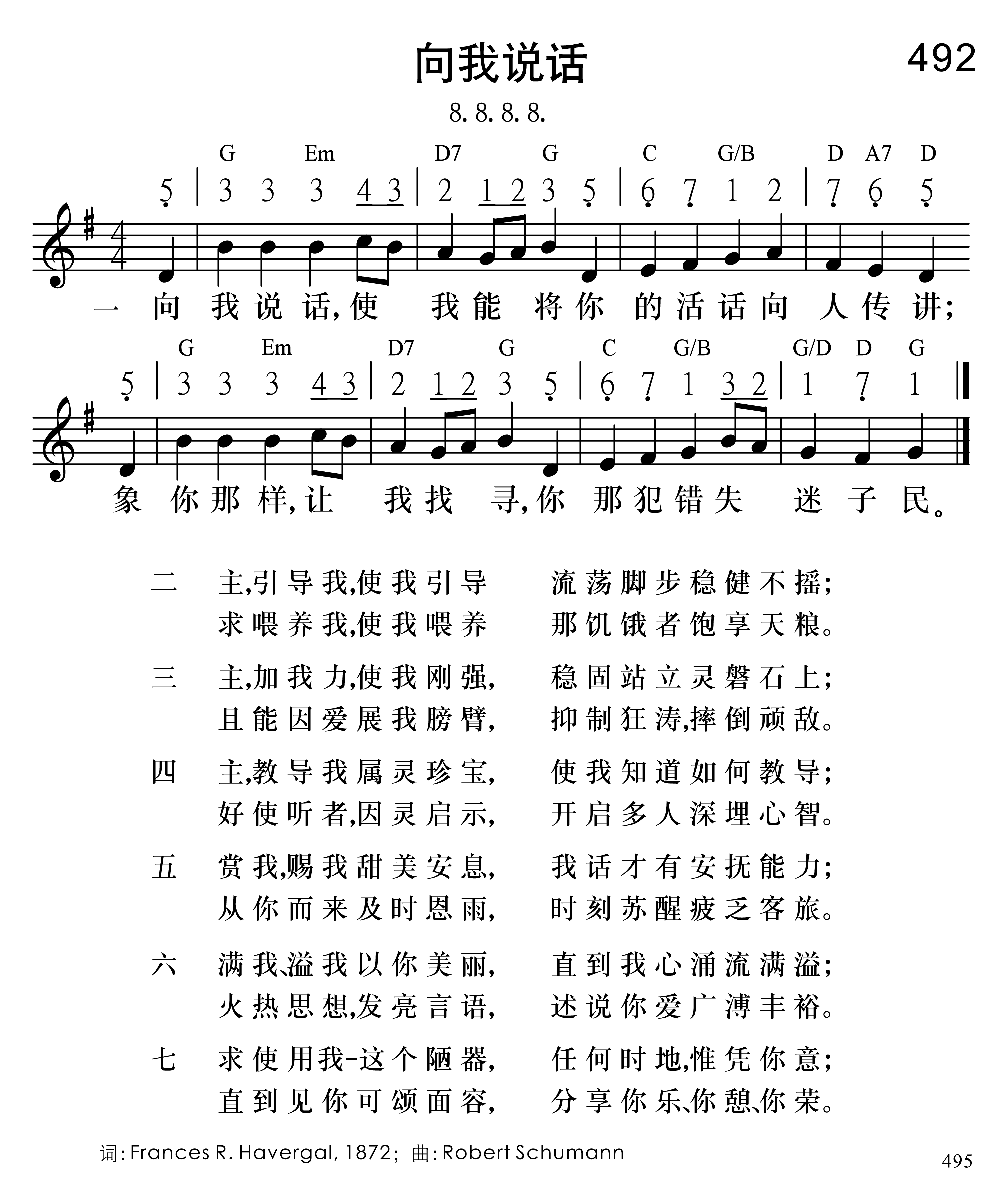 向我说话 492
8. 8. 8. 8.
G Em D7 G C G/B D A7 D
5 | 3 3 3 4 3 | 2 1 2 3 5 | 6 7 1 2 | 7 6 5
4 4
一 向 我 说 话, 使 我 能 将 你 的 活 话 向 人 传 讲;
G Em D7 G C G/B G/D D G
5 | 3 3 3 4 3 | 2 1 2 3 5 | 6 7 1 3 2 | 1 7 1
象 你 那 样, 让 我 找 寻, 你 那 犯 错 失 迷 子 民。
二 主,引导我,使我引导 流荡脚步稳健不摇;
求喂养我,使我喂养 那饥饿者饱享天粮。
三 主,加我力,使我刚强, 稳固站立灵磐石上;
且能因爱展我膀臂, 抑制狂涛,摔倒顽敌。
四 主,教导我属灵珍宝, 使我知道如何教导;
好使听者,因灵启示, 开启多人深埋心智。
五 赏我,赐我甜美安息, 我话才有安抚能力;
从你而来及时恩雨, 时刻苏醒疲乏客旅。
六 满我、溢我以你美丽, 直到我心涌流满溢;
火热思想,发亮言语, 述说你爱广溥丰裕。
七 求使用我-这个陋器, 任何时地,惟凭你意;
直到见你可颂面容, 分享你乐、你憩、你荣。
词: Frances R. Havergal, 1872; 曲: Robert Schumann
495